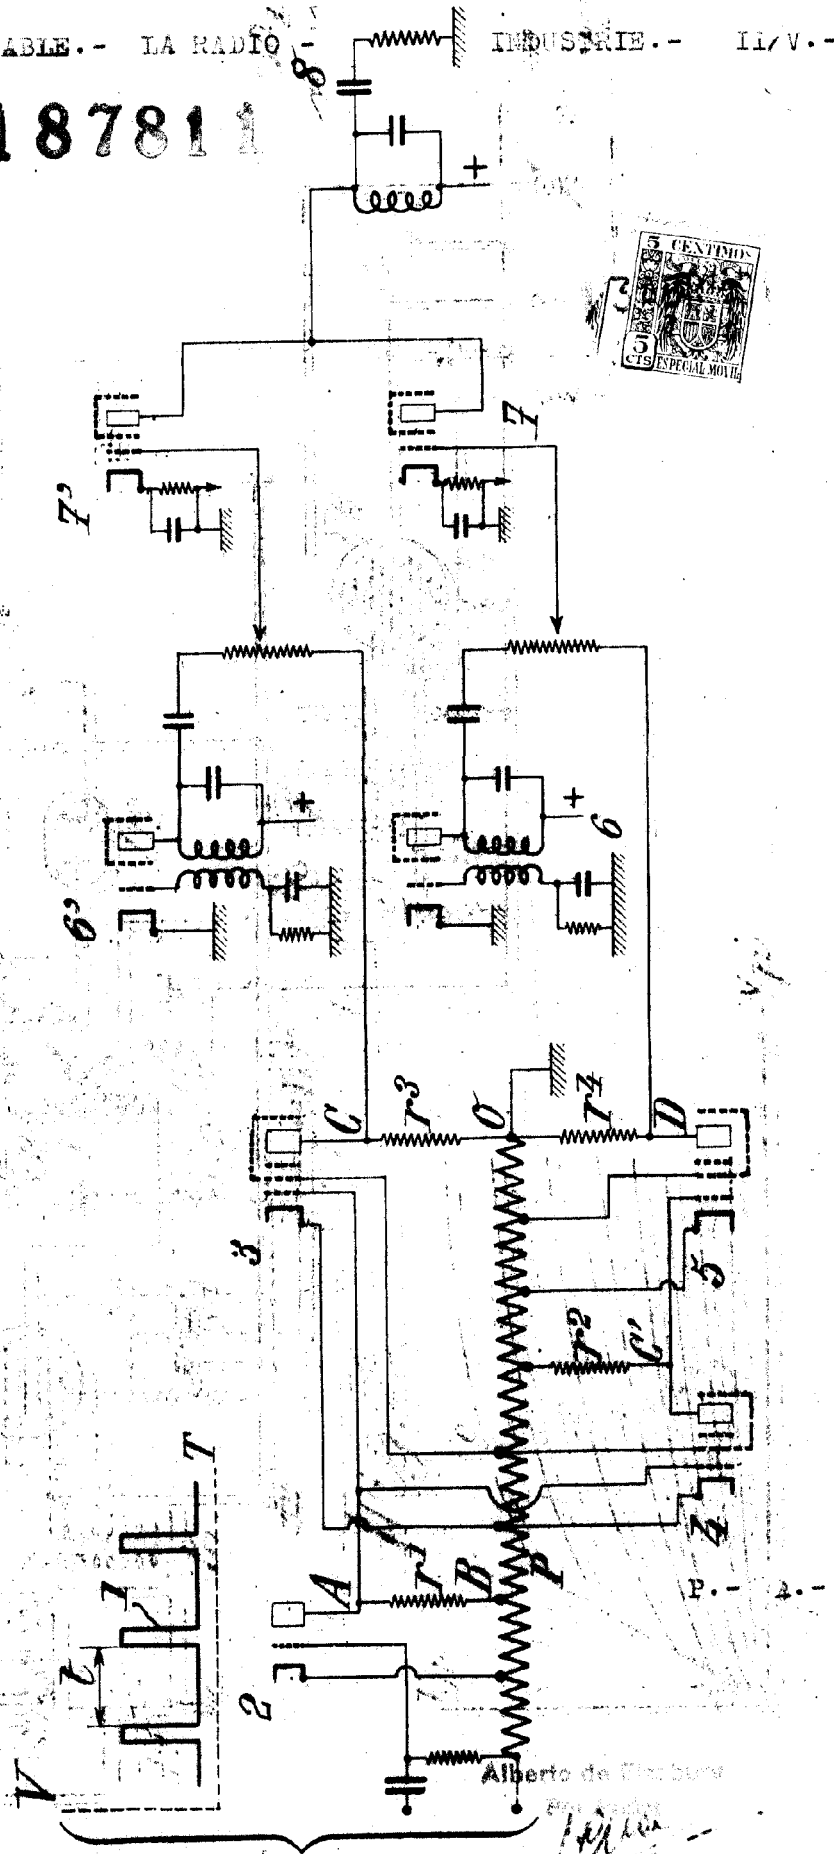 ABLE.- LA RADIO - INDUSTRIE.- II/V.-
187811
8
5 CENTIMOS
5
CTS
ESPECIAL MOVIL
7'
7
6'
6
+
+
+
3
C
r3
O
r4
D
5
r2
C'
4
A
r1
B
P
2
V
t
1
T
P.- A.-
Alberto de